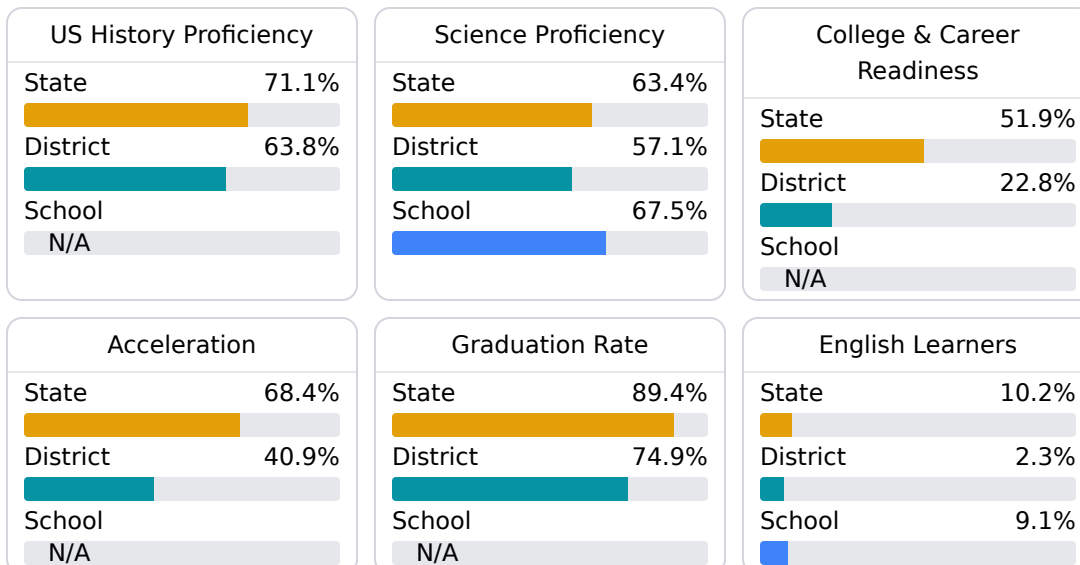 US History Proficiency
State 71.1%
District 63.8%
School
N/A
Science Proficiency
State 63.4%
District 57.1%
School 67.5%
College & Career
Readiness
State 51.9%
District 22.8%
School
N/A
Acceleration
State 68.4%
District 40.9%
School
N/A
Graduation Rate
State 89.4%
District 74.9%
School
N/A
English Learners
State 10.2%
District 2.3%
School 9.1%